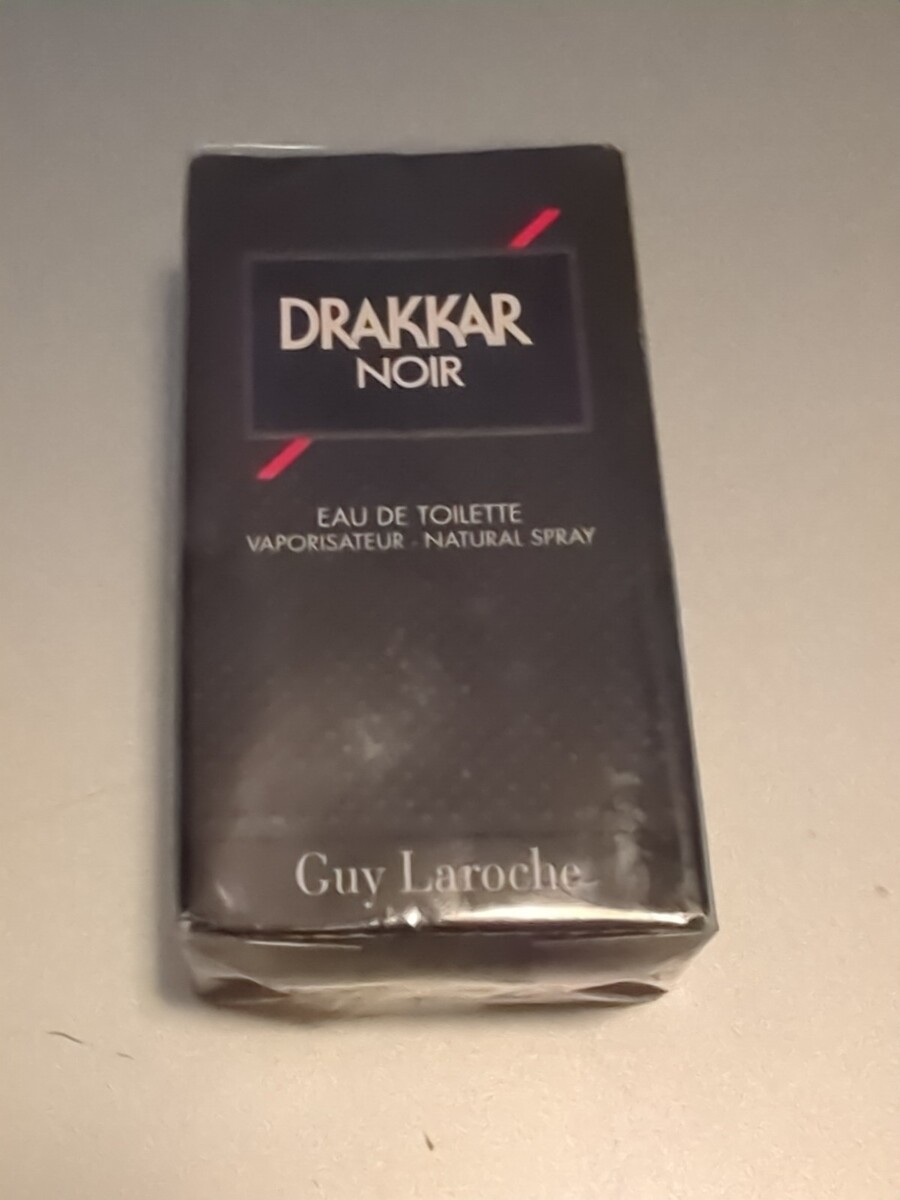 DRAKKAR
NOIR
EAU DE TOILETTE
VAPORISATEUR - NATURAL SPRAY
Guy Laroche